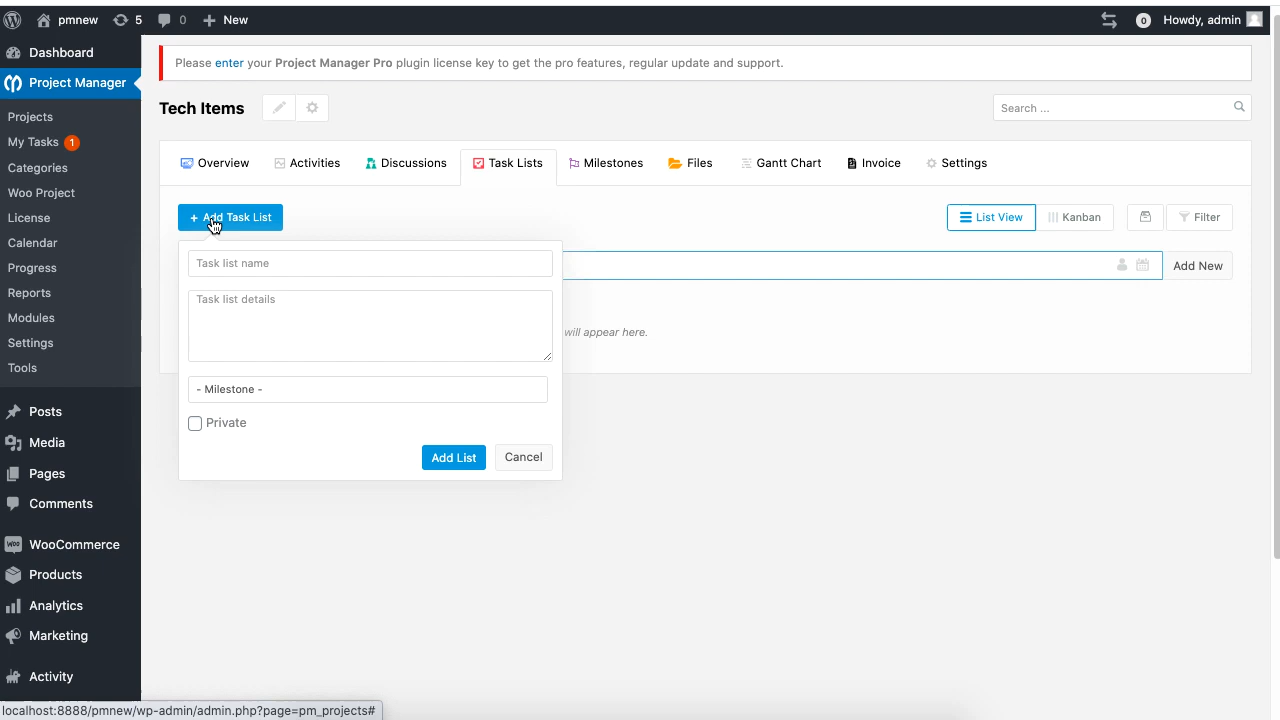 pmnew 5 0 + New 0 Howdy, admin
Dashboard
Project Manager
Projects
My Tasks 1
Categories
Woo Project
License
Calendar
Progress
Reports
Modules
Settings
Tools
Posts
Media
Pages
Comments
WooCommerce
Products
Analytics
Marketing
Activity
Please enter your Project Manager Pro plugin license key to get the pro features, regular update and support.
Tech Items
Search ...
Overview Activities Discussions Task Lists Milestones Files Gantt Chart Invoice Settings
+ Add Task List List View Kanban Filter
Task list name
Add New
Task list details
will appear here.
- Milestone -
Private
Add List Cancel
localhost:8888/pmnew/wp-admin/admin.php?page=pm_projects#